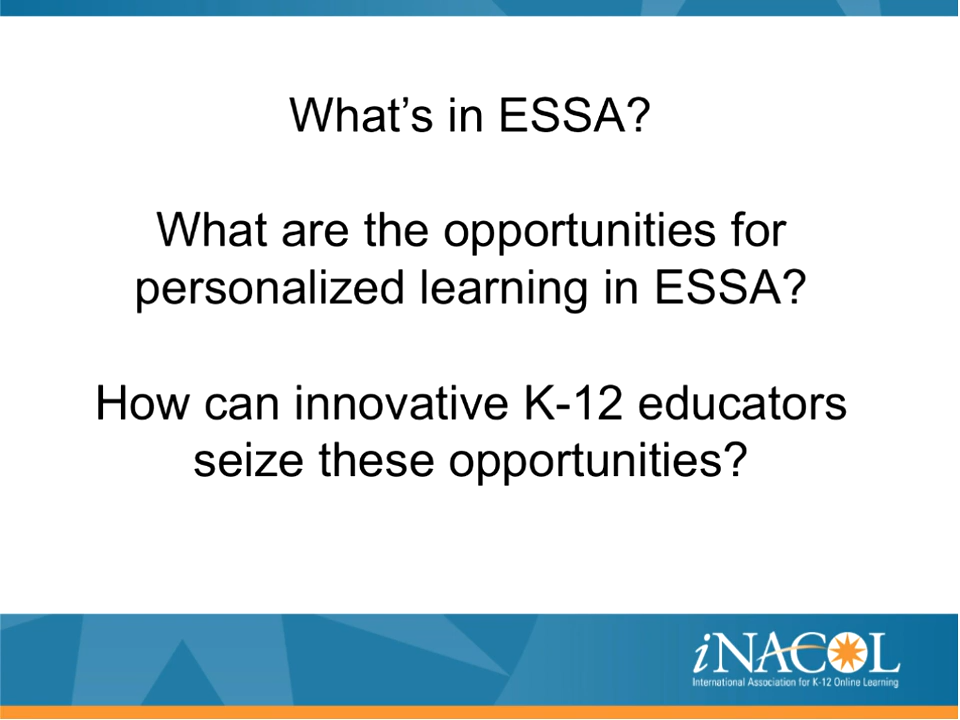 What's in ESSA?
What are the opportunities for
personalized learning in ESSA?
How can innovative K-12 educators
seize these opportunities?
iNACOL
International Association for K-12 Online Learning